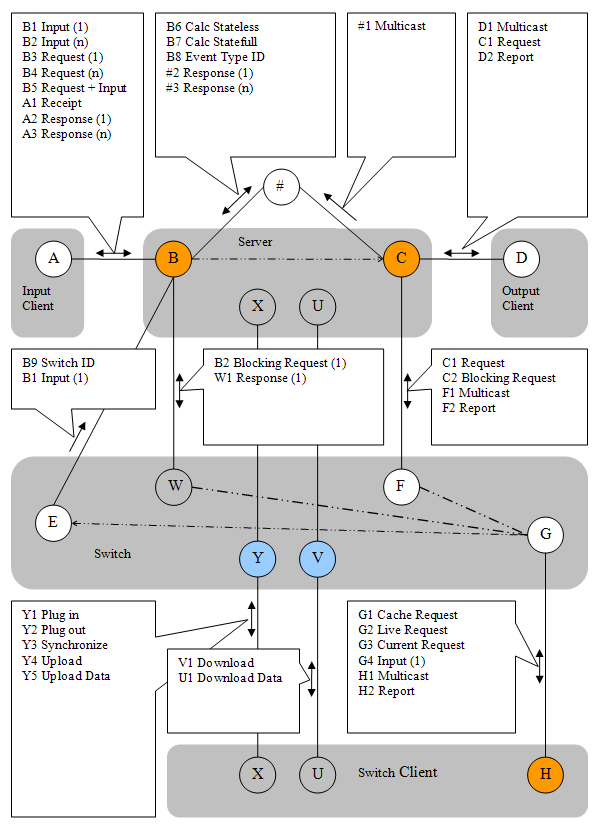 B1 Input (1)
B2 Input (n)
B3 Request (1)
B4 Request (n)
B5 Request + Input
A1 Receipt
A2 Response (1)
A3 Response (n)
B6 Calc Stateless
B7 Calc Statefull
B8 Event Type ID
#2 Response (1)
#3 Response (n)
#1 Multicast
D1 Multicast
C1 Request
D2 Report
#
Server
A
B
C
D
Input
Client
Output
Client
X
U
B9 Switch ID
B1 Input (1)
B2 Blocking Request (1)
W1 Response (1)
C1 Request
C2 Blocking Request
F1 Multicast
F2 Report
W
F
E
G
Switch
Y
V
Y1 Plug in
Y2 Plug out
Y3 Synchronize
Y4 Upload
Y5 Upload Data
V1 Download
U1 Download Data
G1 Cache Request
G2 Live Request
G3 Current Request
G4 Input (1)
H1 Multicast
H2 Report
X
U
Switch Client
H